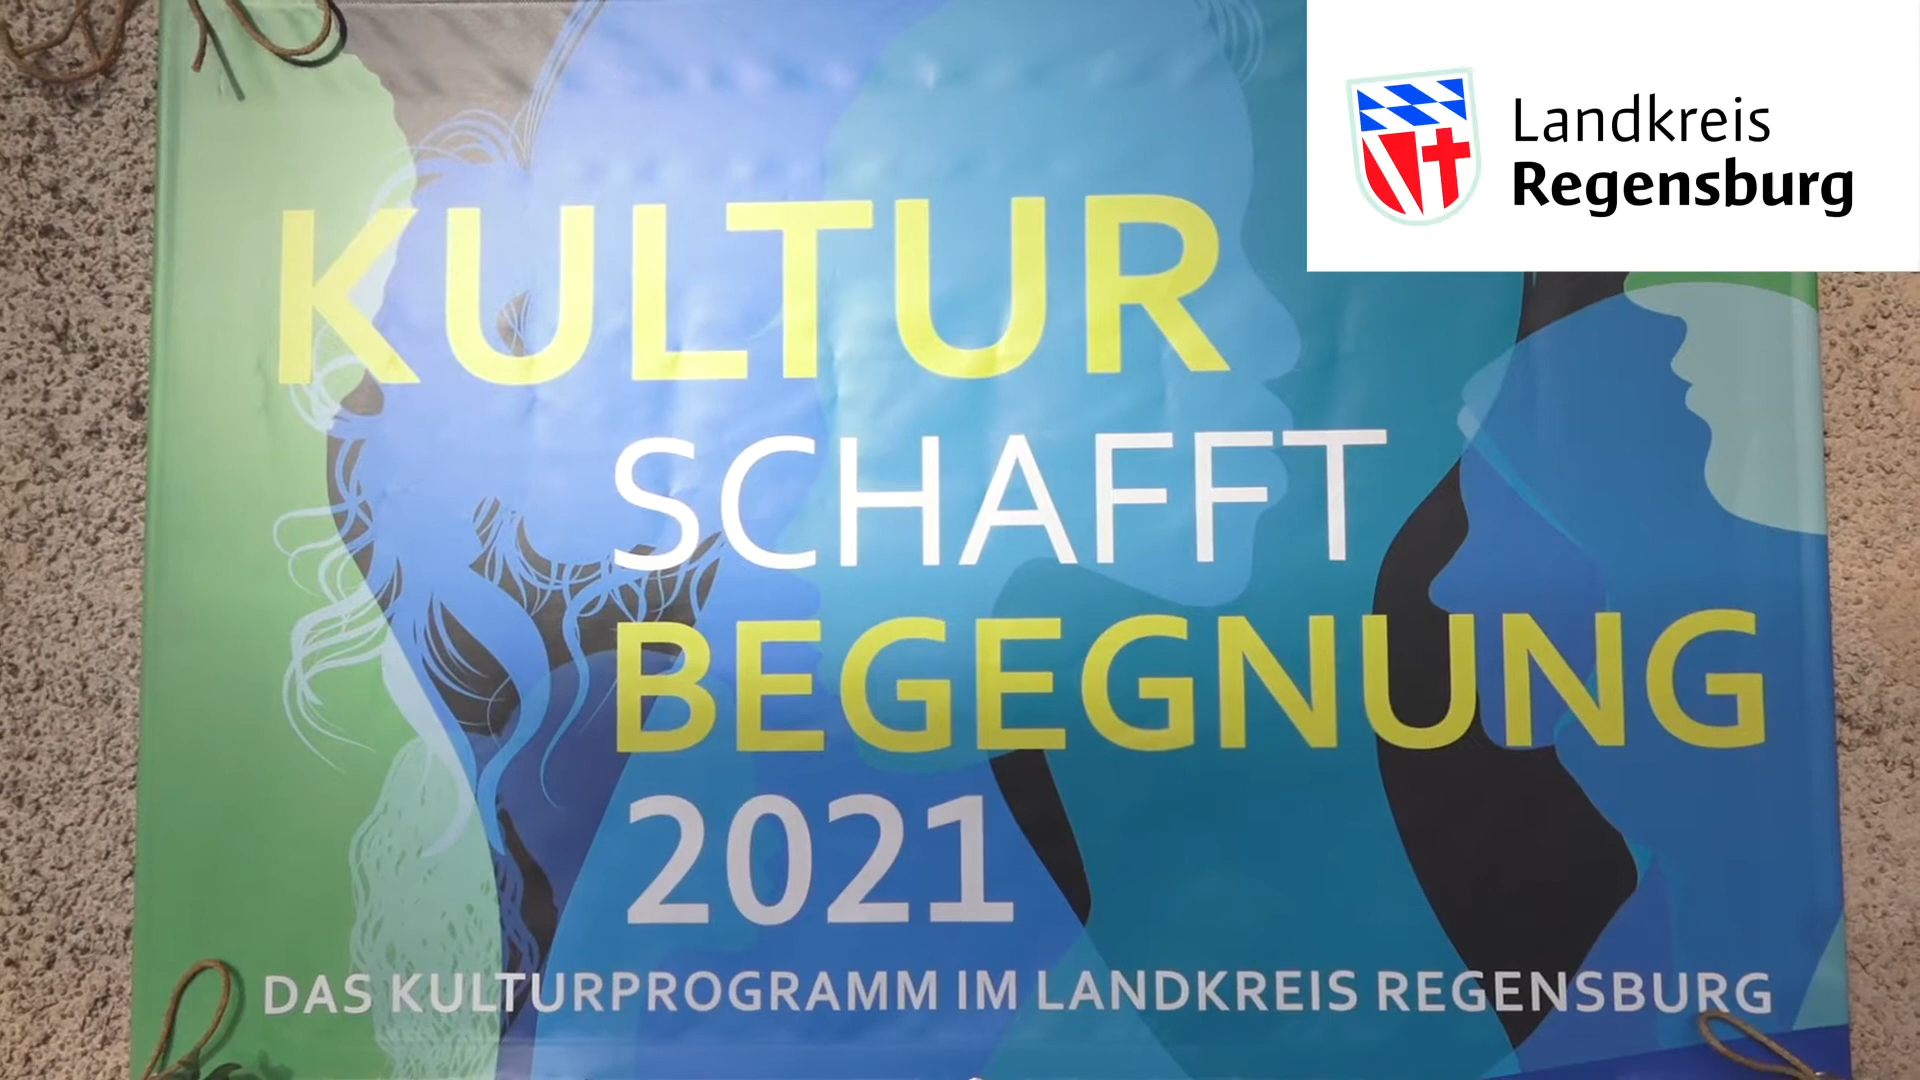 Landkreis
Regensburg
KULTUR
SCHAFFT
BEGEGNUNG
2021
DAS KULTURPROGRAMM IM LANDKREIS REGENSBURG